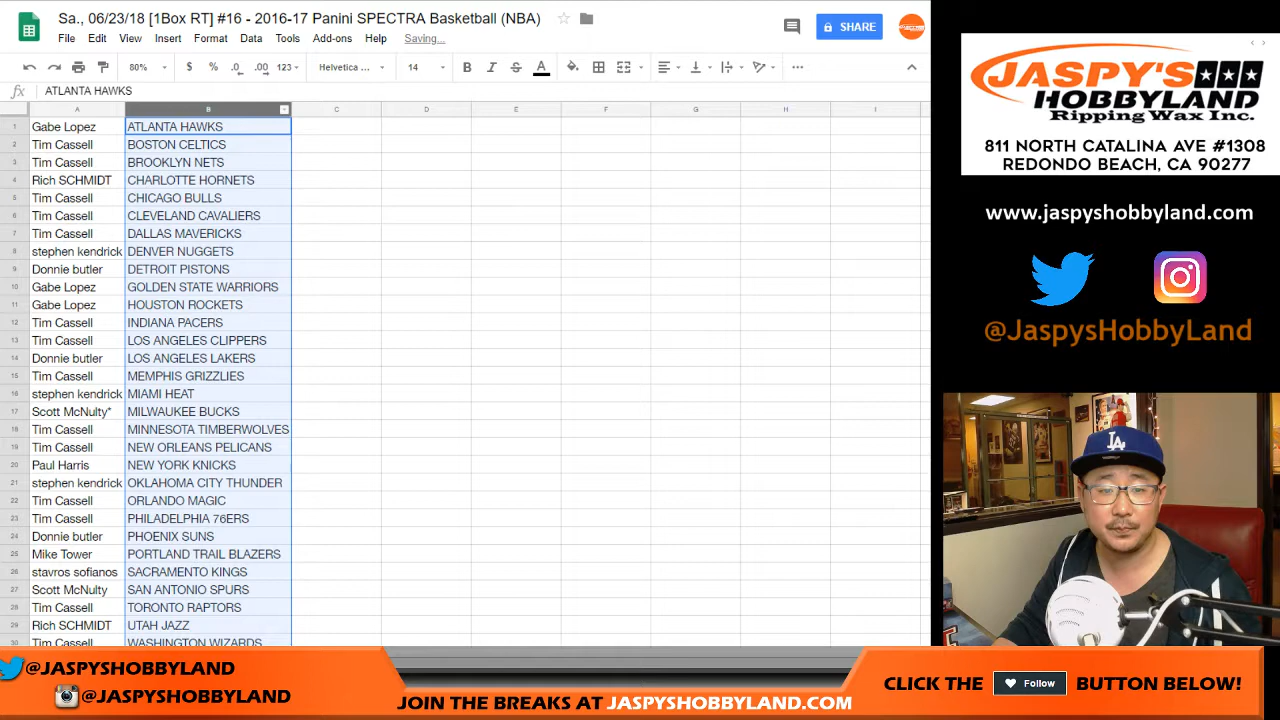 Sa., 06/23/18 [1Box RT] #16 - 2016-17 Panini SPECTRA Basketball (NBA)
SHARE
File Edit View Insert Format Data Tools Add-ons Help Saving...
80% $ % .0 .00 123 Helvetica ... 14 B I S A
fx ATLANTA HAWKS
A B C D E F G H I
1 Gabe Lopez ATLANTA HAWKS
2 Tim Cassell BOSTON CELTICS
3 Tim Cassell BROOKLYN NETS
4 Rich SCHMIDT CHARLOTTE HORNETS
5 Tim Cassell CHICAGO BULLS
6 Tim Cassell CLEVELAND CAVALIERS
7 Tim Cassell DALLAS MAVERICKS
8 stephen kendrick DENVER NUGGETS
9 Donnie butler DETROIT PISTONS
10 Gabe Lopez GOLDEN STATE WARRIORS
11 Gabe Lopez HOUSTON ROCKETS
12 Tim Cassell INDIANA PACERS
13 Tim Cassell LOS ANGELES CLIPPERS
14 Donnie butler LOS ANGELES LAKERS
15 Tim Cassell MEMPHIS GRIZZLIES
16 stephen kendrick MIAMI HEAT
17 Scott McNulty* MILWAUKEE BUCKS
18 Tim Cassell MINNESOTA TIMBERWOLVES
19 Tim Cassell NEW ORLEANS PELICANS
20 Paul Harris NEW YORK KNICKS
21 stephen kendrick OKLAHOMA CITY THUNDER
22 Tim Cassell ORLANDO MAGIC
23 Tim Cassell PHILADELPHIA 76ERS
24 Donnie butler PHOENIX SUNS
25 Mike Tower PORTLAND TRAIL BLAZERS
26 stavros sofianos SACRAMENTO KINGS
27 Scott McNulty SAN ANTONIO SPURS
28 Tim Cassell TORONTO RAPTORS
29 Rich SCHMIDT UTAH JAZZ
30 Tim Cassell WASHINGTON WIZARDS
JASPY'S
HOBBYLAND
Ripping Wax Inc.
811 NORTH CATALINA AVE #1308
REDONDO BEACH, CA 90277
www.jaspyshobbyland.com
@JaspysHobbyLand
LA
@JASPYSHOBBYLAND
@JASPYSHOBBYLAND
JOIN THE BREAKS AT JASPYSHOBBYLAND.COM
CLICK THE Follow BUTTON BELOW!